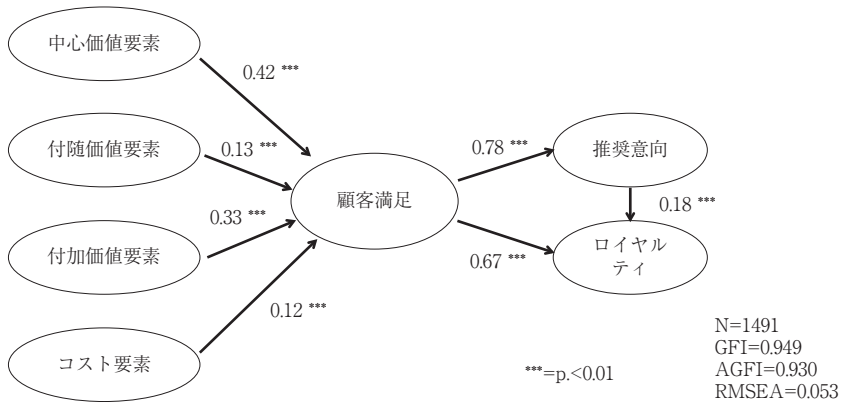 中心価値要素
0.42 ***
付随価値要素
0.13 ***
0.78 ***
推奨意向
顧客満足
0.33 ***
0.18 ***
付加価値要素
0.67 ***
ロイヤル
ティ
0.12 ***
コスト要素
***=p.<0.01
N=1491
GFI=0.949
AGFI=0.930
RMSEA=0.053